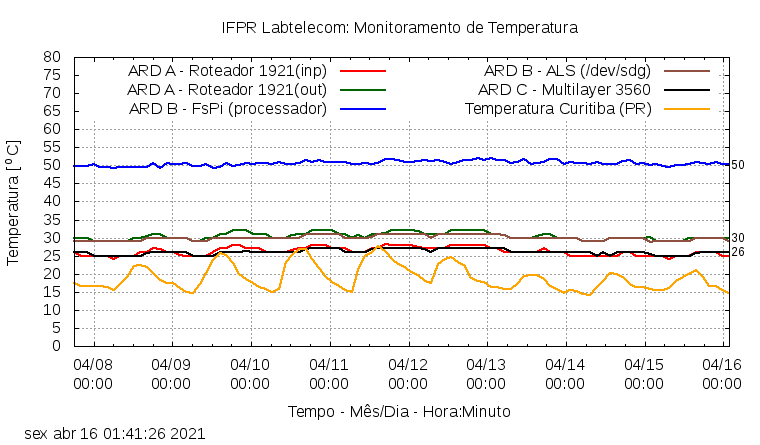 IFPR Labtelecom: Monitoramento de Temperatura
80
75
70
65
60
55
50
45
40
35
30
25
20
15
10
5
0
Temperatura [ °C]
ARD A - Roteador 1921(inp)
ARD A - Roteador 1921(out)
ARD B - FsPi (processador)
ARD B - ALS (/dev/sdg)
ARD C - Multilayer 3560
Temperatura Curitiba (PR)
50
30
26
04/08 04/09 04/10 04/11 04/12 04/13 04/14 04/15 04/16
00:00 00:00 00:00 00:00 00:00 00:00 00:00 00:00 00:00
Tempo - Mês/Dia - Hora:Minuto
sex abr 16 01:41:26 2021